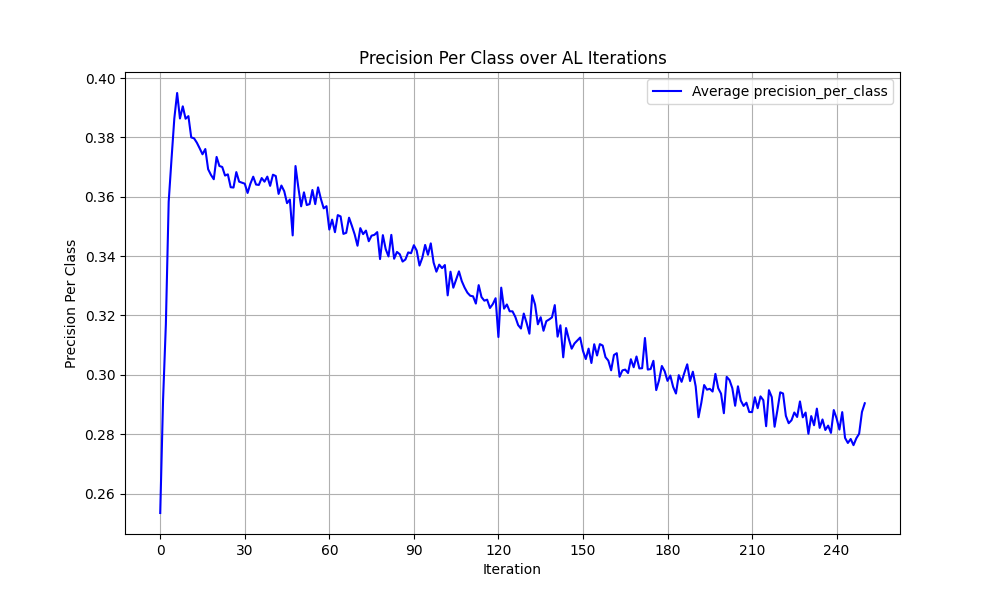 Precision Per Class over AL Iterations
Average precision_per_class
Precision Per Class
0.40
0.38
0.36
0.34
0.32
0.30
0.28
0.26
0 30 60 90 120 150 180 210 240
Iteration